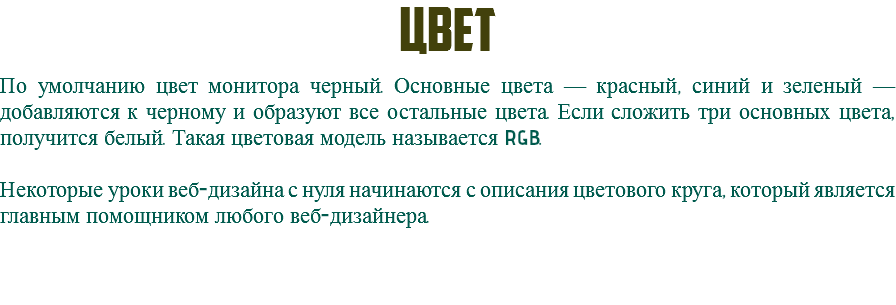 ЦВЕТ
По умолчанию цвет монитора черный. Основные цвета — красный, синий и зеленый —
добавляются к черному и образуют все остальные цвета. Если сложить три основных цвета,
получится белый. Такая цветовая модель называется RGB.
Некоторые уроки веб-дизайна с нуля начинаются с описания цветового круга, который является
главным помощником любого веб-дизайнера.